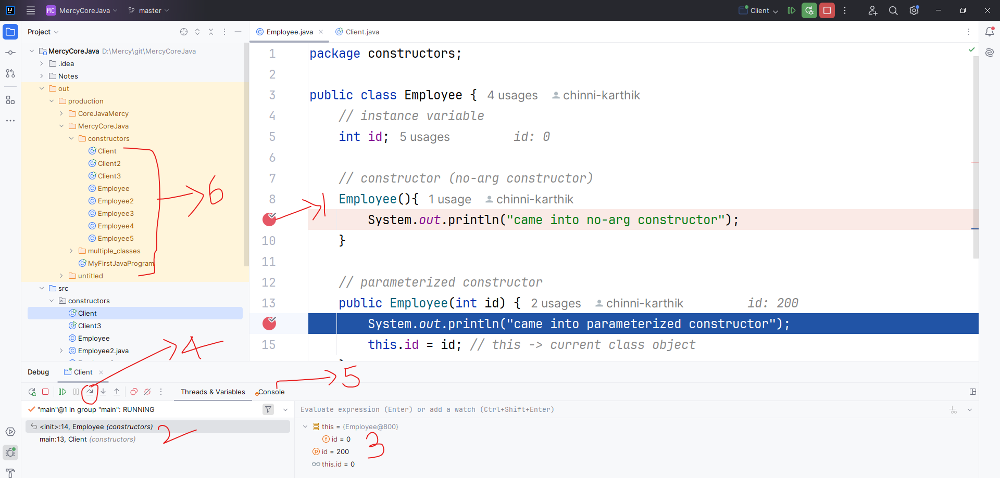 MC MercyCoreJava master Client
Project
Employee.java
Client.java
MercyCoreJava D:\Mercy\git\MercyCoreJava
.idea
Notes
out
production
CoreJavaMercy
MercyCoreJava
constructors
Client
Client2
Client3
Employee
Employee2
Employee3
Employee4
Employee5
multiple_classes
MyFirstJavaProgram
untitled
src
constructors
Client
Client3
Employee
Employee2.java
6
1 package constructors;
2
3 public class Employee { 4 usages chinni-karthik
4 // instance variable
5 int id; 5 usages id: 0
6
7 // constructor (no-arg constructor)
8 Employee(){ 1 usage chinni-karthik
1
System.out.println("came into no-arg constructor");
10 }
11
12 // parameterized constructor
13 public Employee(int id) { 2 usages chinni-karthik id: 200
System.out.println("came into parameterized constructor");
15 this.id = id; // this -> current class object
4
5
Debug Client
Threads & Variables Console
"main"@1 in group "main": RUNNING
<init>:14, Employee (constructors)
main:13, Client (constructors)
2
Evaluate expression (Enter) or add a watch (Ctrl+Shift+Enter)
this = {Employee@800}
id = 0
id = 200
this.id = 0
3